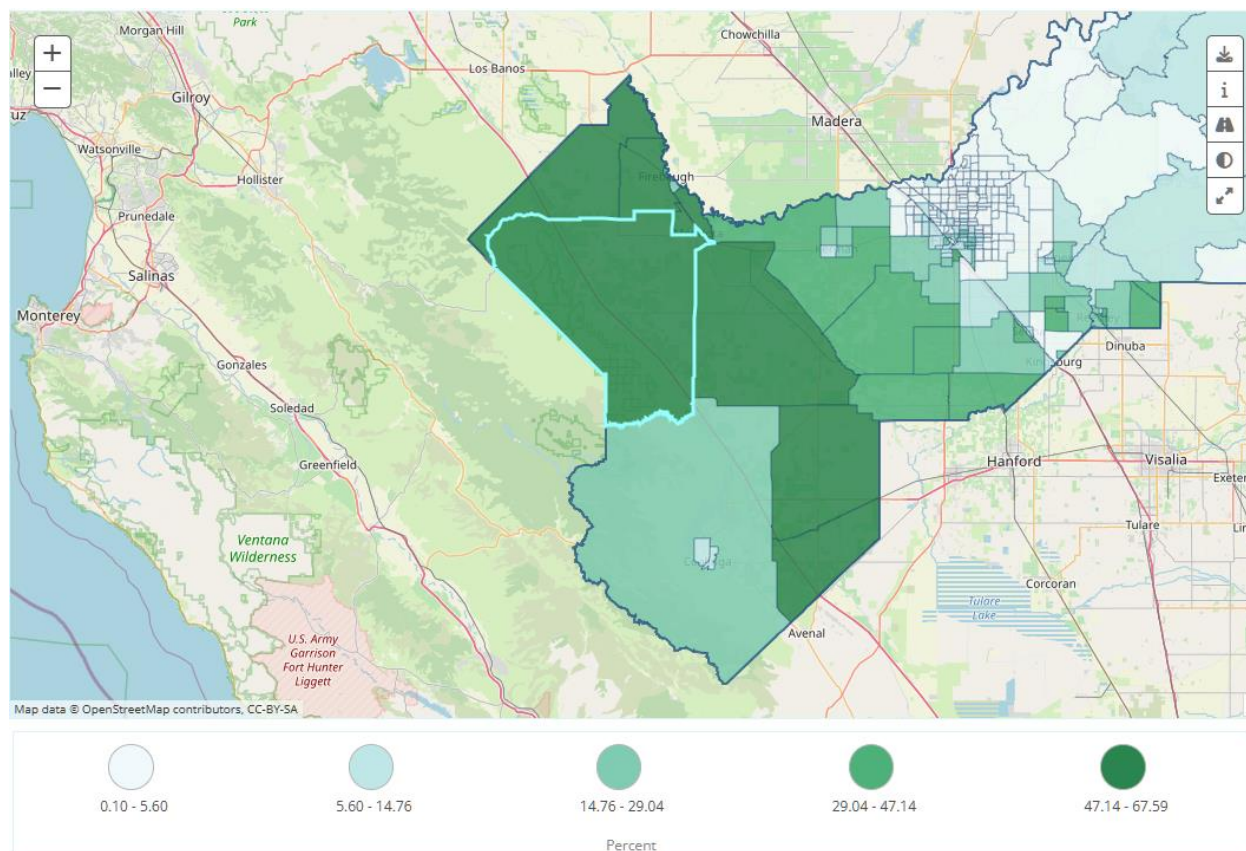 Park
Morgan Hill
Chowchilla
Los Banos
Gilroy
Madera
Watsonville
Firebaugh
Hollister
Prunedale
Salinas
Monterey
Dinuba
Gonzales
Soledad
Hanford
Visalia
Greenfield
Tulare
Ventana
Wilderness
Corcoran
Tulare
Lake
Avenal
U.S. Army
Garrison
Fort Hunter
Liggett
Map data © OpenStreetMap contributors, CC-BY-SA
0.10 - 5.60
5.60 - 14.76
14.76 - 29.04
29.04 - 47.14
47.14 - 67.59
Percent